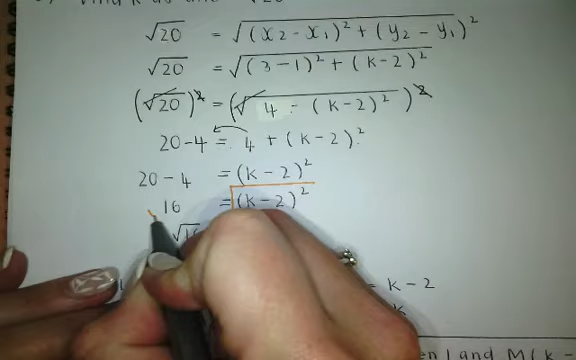 √20 = √(x2 - x1)² + (y2 - y1)²
√20 = √(3-1)² + (k-2)²
(√20)² = (√4 - (k-2)²)²
20-4 = 4 + (k-2)²
20-4 = (k-2)²
16 = (k-2)²
= k-2
k
and M(k -